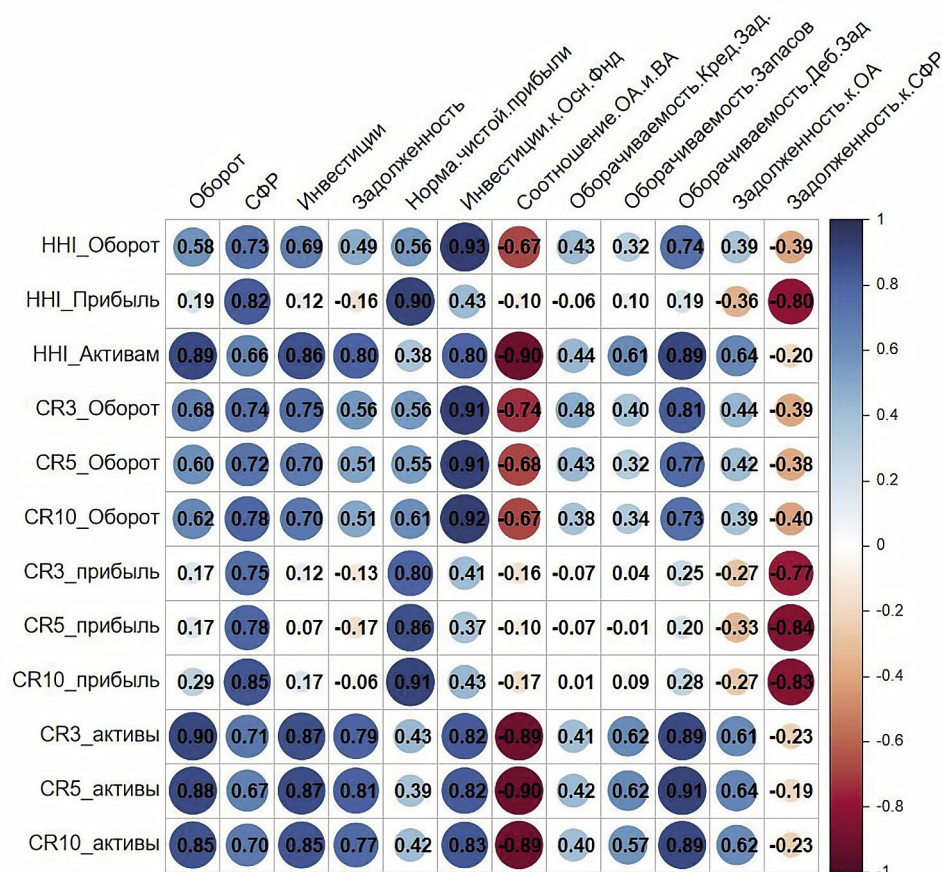 Оборот
СФР
Инвестиции
Задолженность
Норма.чистой.прибыли
Инвестиции.к.Осн.Фнд
Соотношение.ОА.и.ВА
Оборачиваемость.Кред.Зад.
Оборачиваемость.Запасов
Оборачиваемость.Деб.Зад
Задолженность.к.ОА
Задолженность.к.СФР
HHI_Оборот 0.58 0.73 0.69 0.49 0.56 0.93 -0.67 0.43 0.32 0.74 0.39 -0.39
HHI_Прибыль 0.19 0.82 0.12 -0.16 0.90 0.43 -0.10 -0.06 0.10 0.19 -0.36 -0.80
HHI_Активам 0.89 0.66 0.86 0.80 0.38 0.80 -0.90 0.44 0.61 0.89 0.64 -0.20
CR3_Оборот 0.68 0.74 0.75 0.56 0.56 0.91 -0.74 0.48 0.40 0.81 0.44 -0.39
CR5_Оборот 0.60 0.72 0.70 0.51 0.55 0.91 -0.68 0.43 0.32 0.77 0.42 -0.38
CR10_Оборот 0.62 0.78 0.70 0.51 0.61 0.92 -0.67 0.38 0.34 0.73 0.39 -0.40
CR3_прибыль 0.17 0.75 0.12 -0.13 0.80 0.41 -0.16 -0.07 0.04 0.25 -0.27 -0.77
CR5_прибыль 0.17 0.78 0.07 -0.17 0.86 0.37 -0.10 -0.07 -0.01 0.20 -0.33 -0.84
CR10_прибыль 0.29 0.85 0.17 -0.06 0.91 0.43 -0.17 0.01 0.09 0.28 -0.27 -0.83
CR3_активы 0.90 0.71 0.87 0.79 0.43 0.82 -0.89 0.41 0.62 0.89 0.61 -0.23
CR5_активы 0.88 0.67 0.87 0.81 0.39 0.82 -0.90 0.42 0.62 0.91 0.64 -0.19
CR10_активы 0.85 0.70 0.85 0.77 0.42 0.83 -0.89 0.40 0.57 0.89 0.62 -0.23
1
0.8
0.6
0.4
0.2
0
-0.2
-0.4
-0.6
-0.8
-1